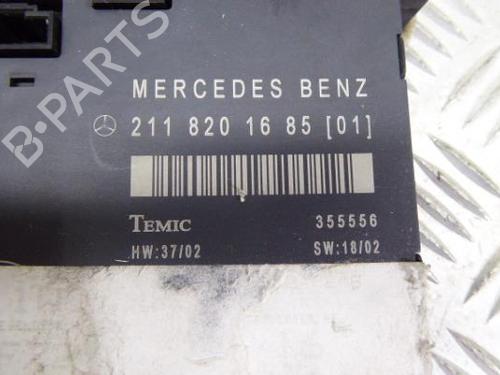 B-PARTS
MERCEDES BENZ
211 820 16 85 [01]
TEMIC 355556
HW:37/02 SW:18/02